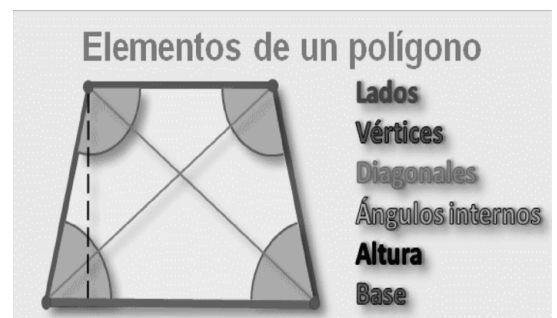 Elementos de un polígono
Lados
Vértices
Diagonales
Ángulos internos
Altura
Base